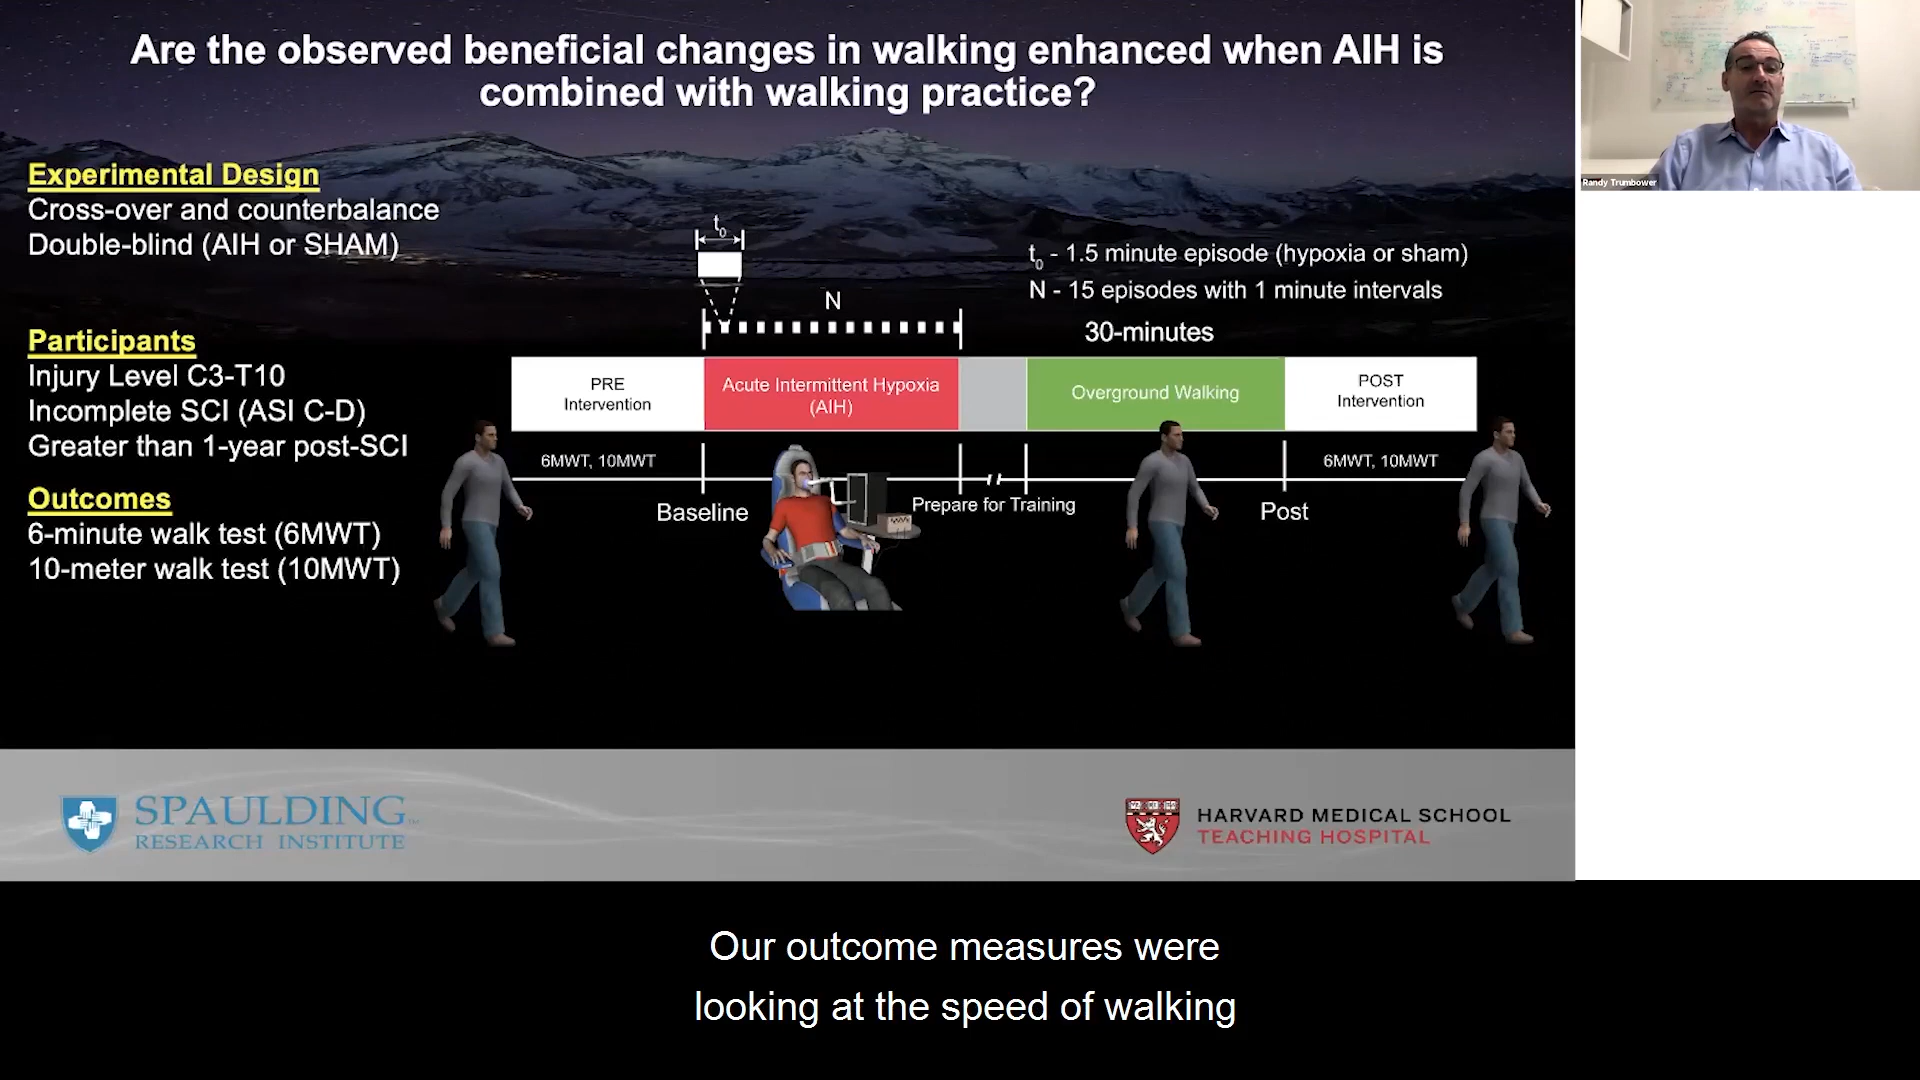 Are the observed beneficial changes in walking enhanced when AIH is
combined with walking practice?
Experimental Design
Cross-over and counterbalance
Double-blind (AIH or SHAM)
Participants
Injury Level C3-T10
Incomplete SCI (ASI C-D)
Greater than 1-year post-SCI
Outcomes
6-minute walk test (6MWT)
10-meter walk test (10MWT)
t0
N
t0 - 1.5 minute episode (hypoxia or sham)
N - 15 episodes with 1 minute intervals
30-minutes
PRE
Intervention
Acute Intermittent Hypoxia
(AIH)
Overground Walking
POST
Intervention
6MWT, 10MWT
6MWT, 10MWT
Baseline
Prepare for Training
Post
SPAULDING™
RESEARCH INSTITUTE
HARVARD MEDICAL SCHOOL
TEACHING HOSPITAL
Randy Trumbower
Our outcome measures were
looking at the speed of walking